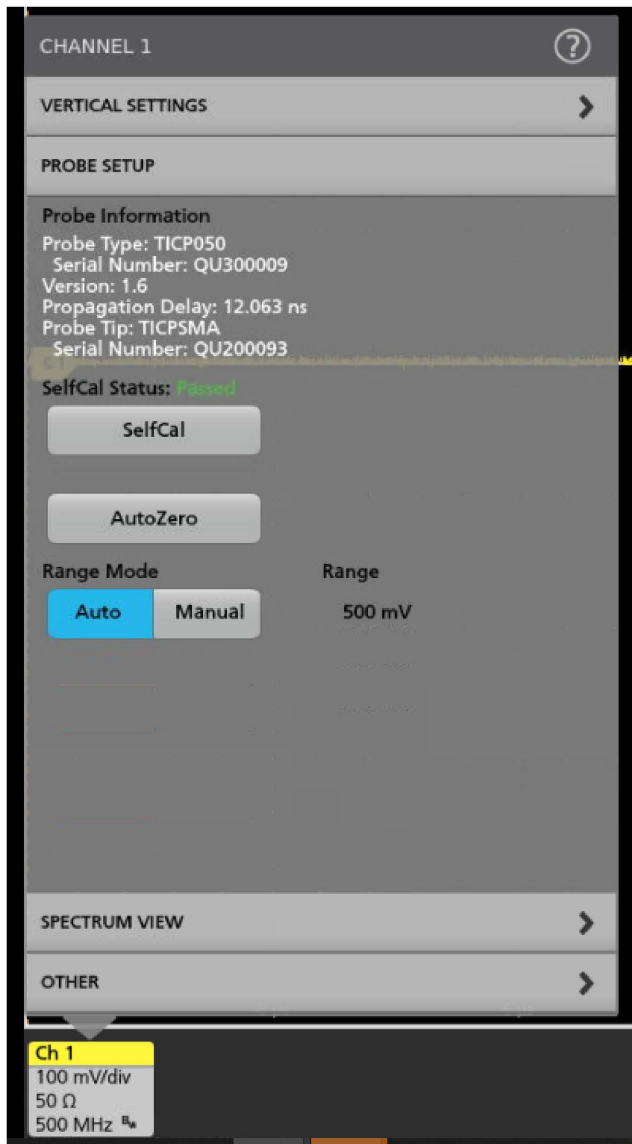 CHANNEL 1
?
VERTICAL SETTINGS
PROBE SETUP
Probe Information
Probe Type: TICP050
Serial Number: QU300009
Version: 1.6
Propagation Delay: 12.063 ns
Probe Tip: TICPSMA
Serial Number: QU200093
C1
SelfCal Status: Passed
SelfCal
AutoZero
Range Mode
Range
Auto
Manual
500 mV
SPECTRUM VIEW
OTHER
Ch 1
100 mV/div
50 Ω
500 MHz Bw